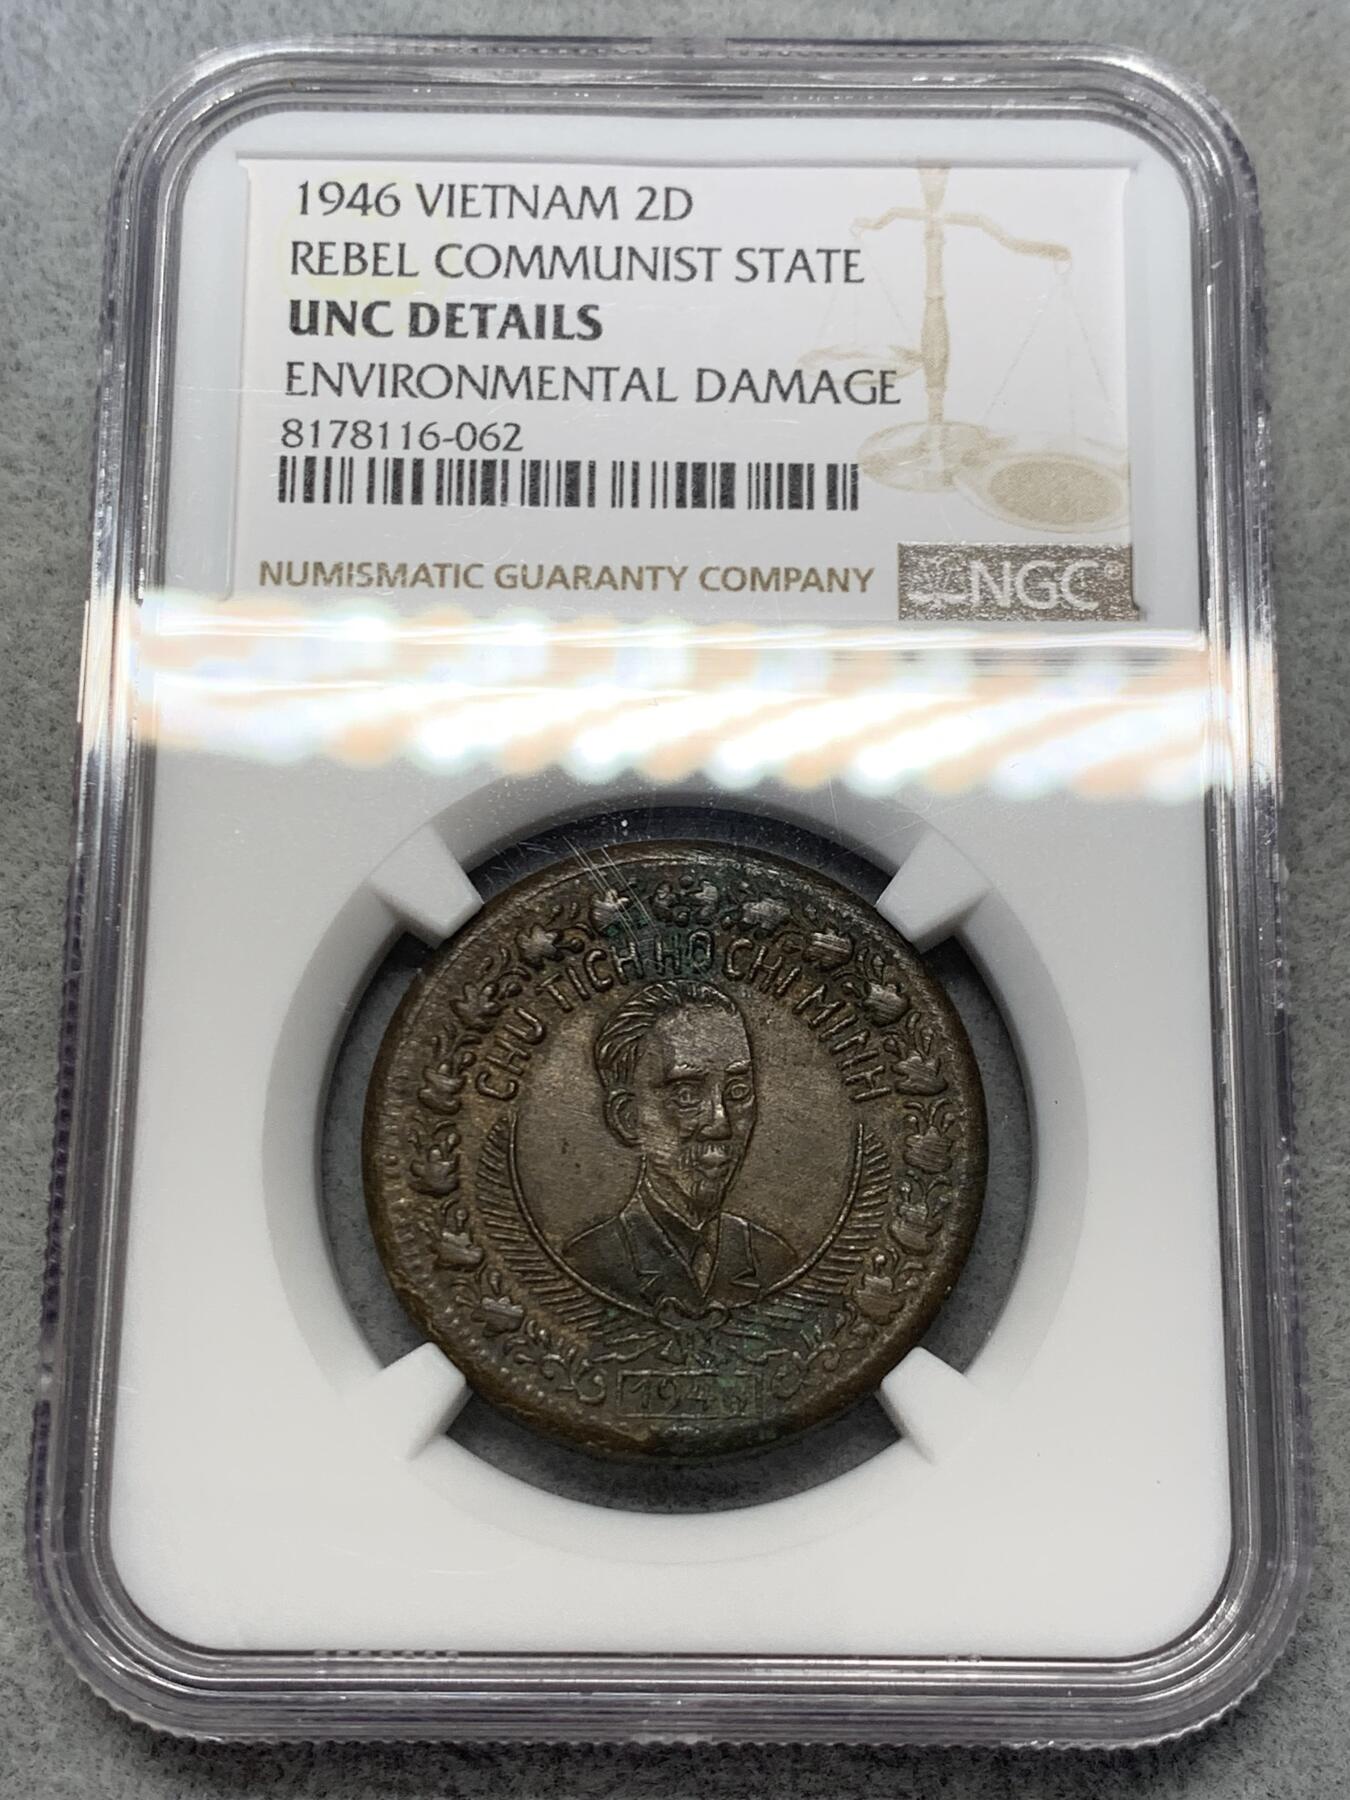 1946 VIETNAM 2D
REBEL COMMUNIST STATE
UNC DETAILS
ENVIRONMENTAL DAMAGE
8178116-062
NUMISMATIC GUARANTY COMPANY
NGC®
CHU TICH HO CHI MINH
1946